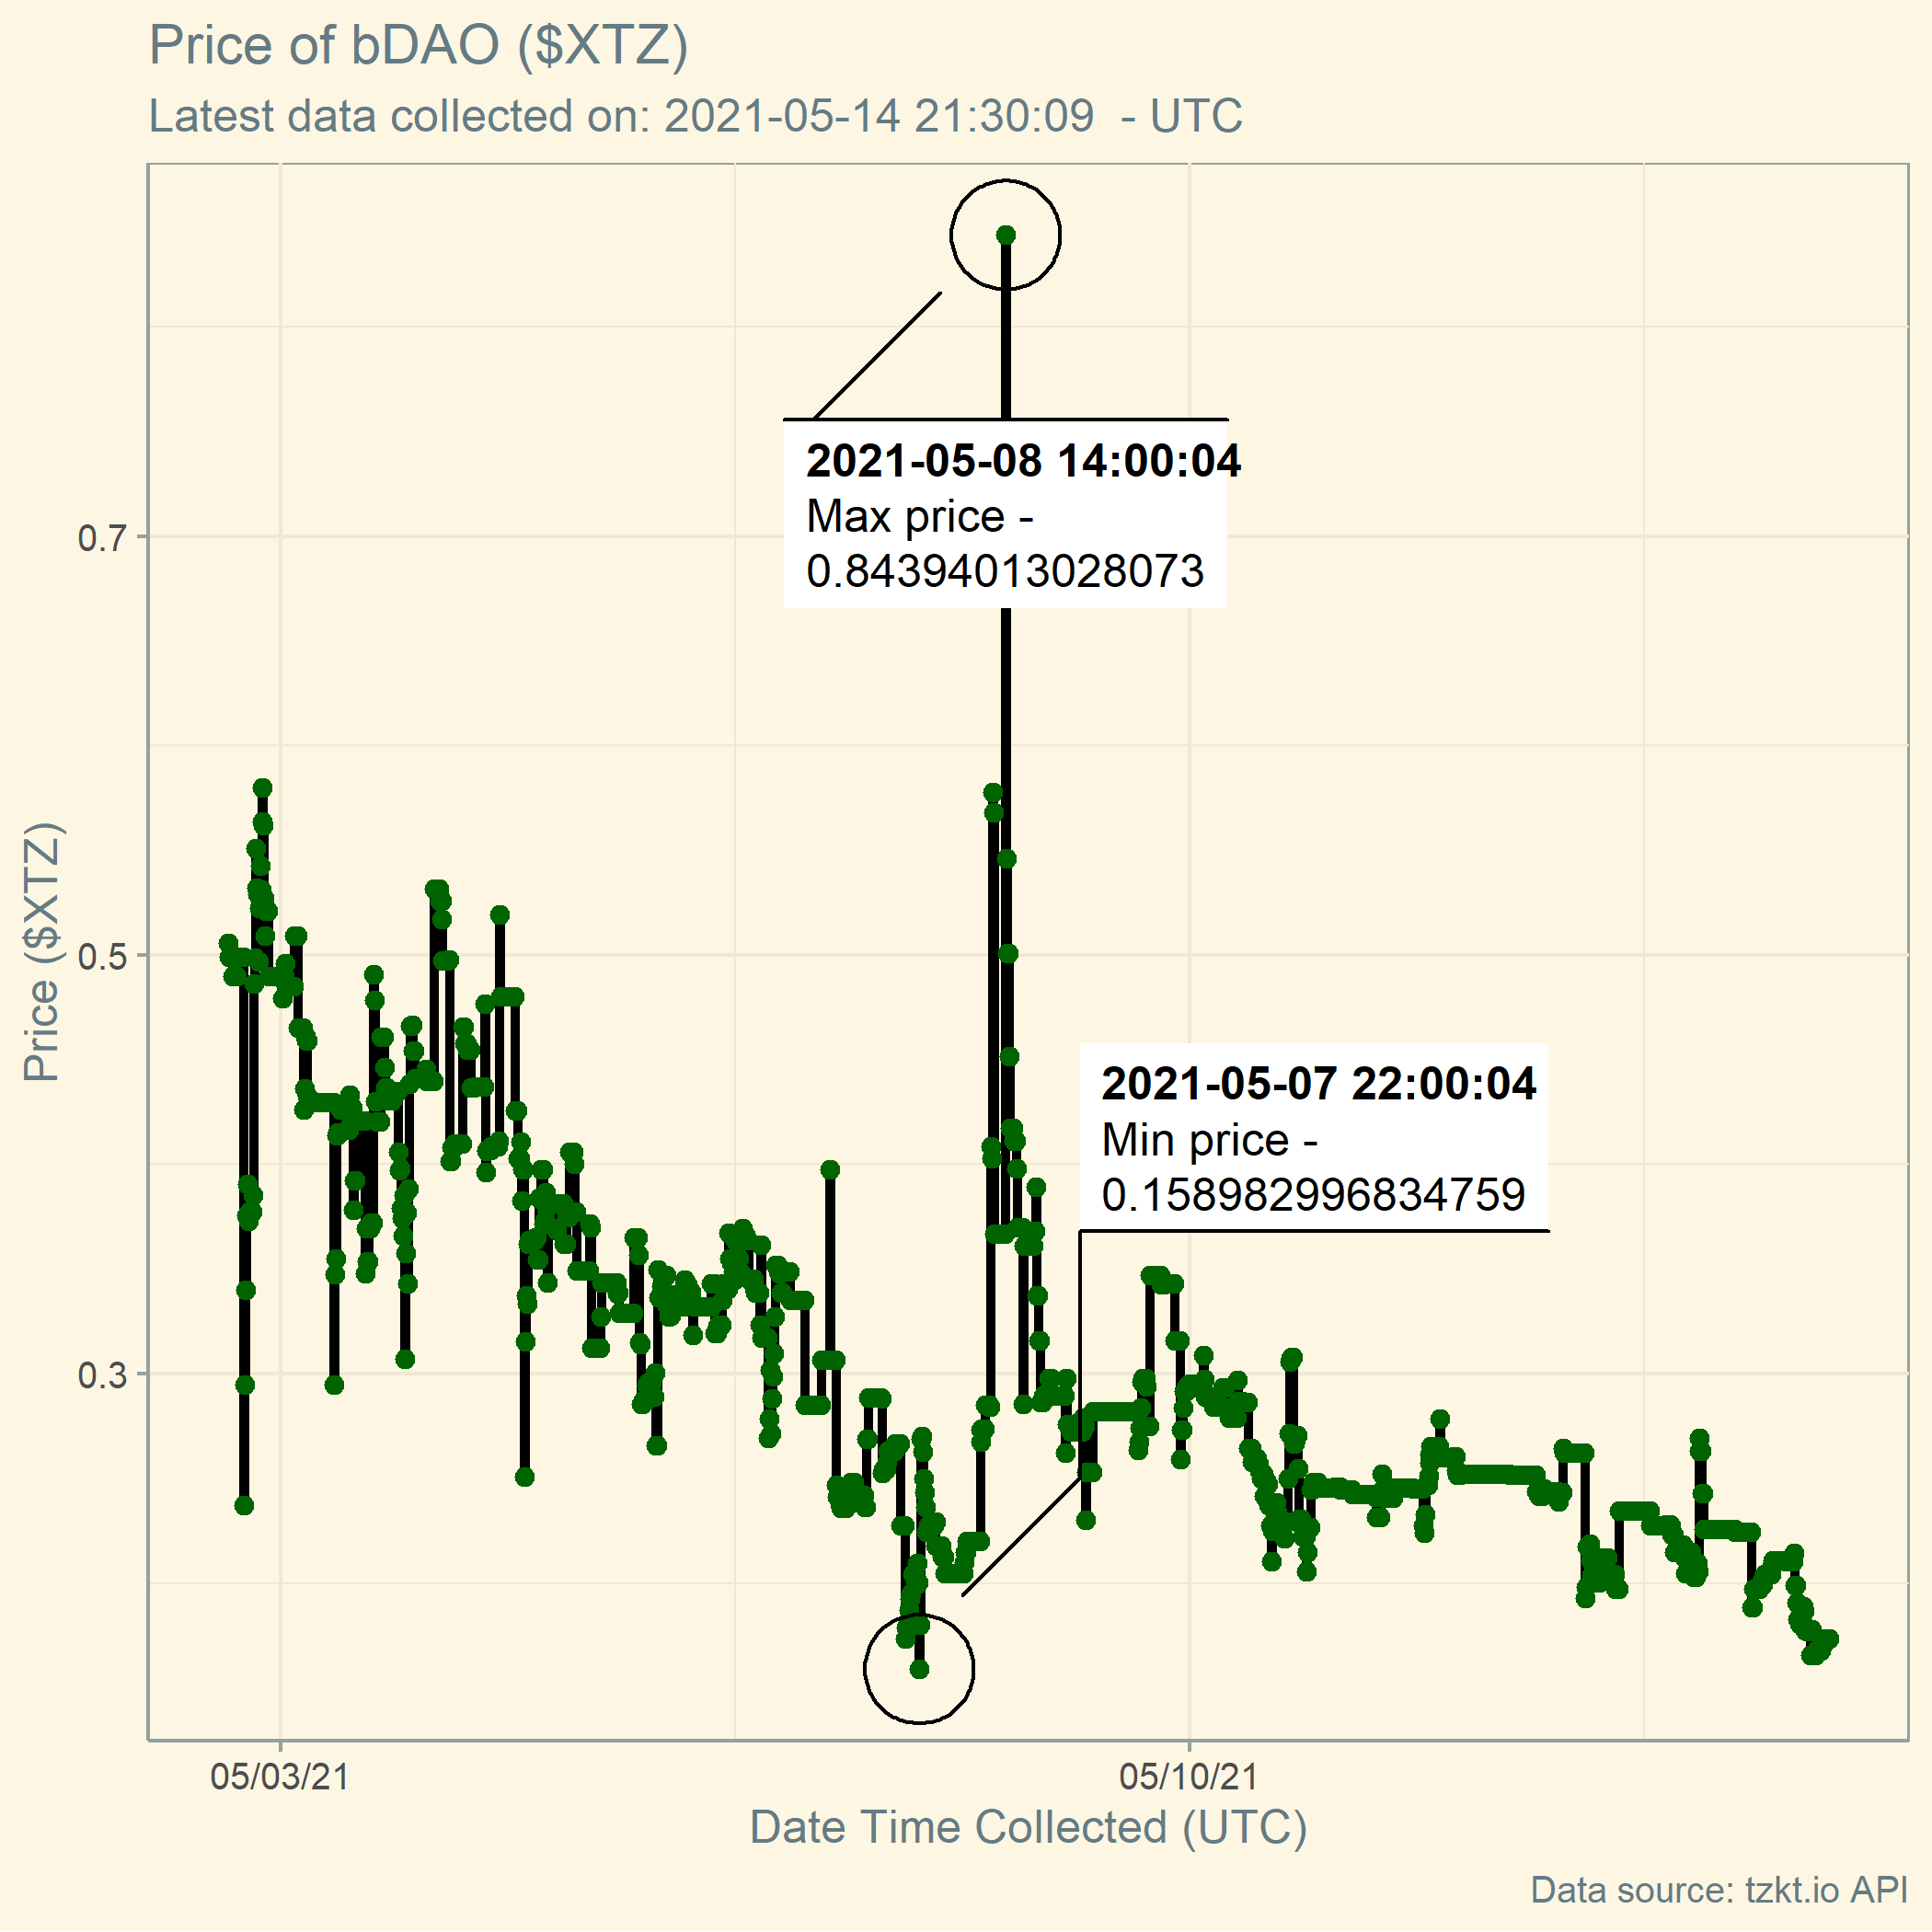 Price of bDAO ($XTZ)
Latest data collected on: 2021-05-14 21:30:09  - UTC
2021-05-08 14:00:04
Max price -
0.84394013028073
0.7
0.5
0.3
Price ($XTZ)
2021-05-07 22:00:04
Min price -
0.158982996834759
05/03/21
05/10/21
Date Time Collected (UTC)
Data source: tzkt.io API